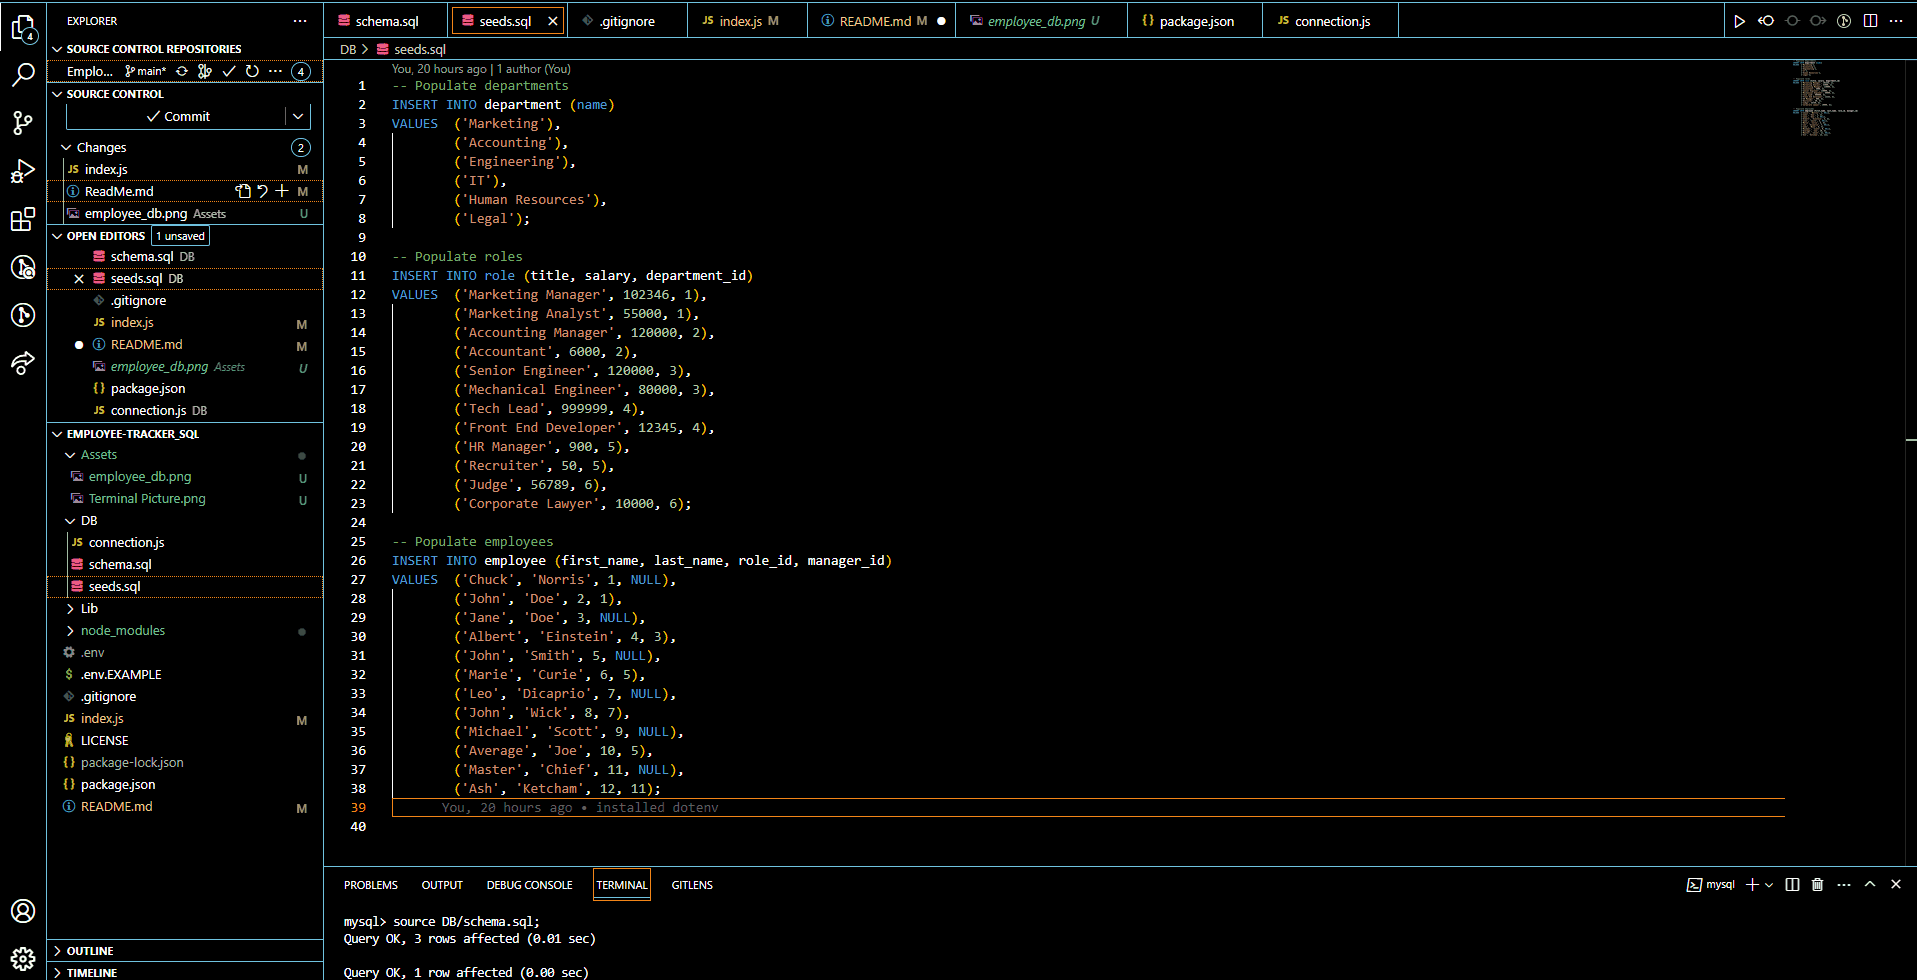 EXPLORER
SOURCE CONTROL REPOSITORIES
Emplo... main* 4
SOURCE CONTROL
Commit
Changes 2
JS index.js M
ReadMe.md M
employee_db.png Assets U
OPEN EDITORS 1 unsaved
schema.sql DB
seeds.sql DB
.gitignore
JS index.js M
README.md M
employee_db.png Assets U
{} package.json
JS connection.js DB
EMPLOYEE-TRACKER_SQL
Assets
employee_db.png U
Terminal Picture.png U
DB
JS connection.js
schema.sql
seeds.sql
Lib
node_modules
.env
$ .env.EXAMPLE
.gitignore
JS index.js M
LICENSE
{} package-lock.json
{} package.json
README.md M
OUTLINE
TIMELINE
4
schema.sql
seeds.sql
.gitignore
JS index.js M
README.md M
employee_db.png U
{} package.json
JS connection.js
DB > seeds.sql
You, 20 hours ago | 1 author (You)
1 -- Populate departments
2 INSERT INTO department (name)
3 VALUES ('Marketing'),
4 ('Accounting'),
5 ('Engineering'),
6 ('IT'),
7 ('Human Resources'),
8 ('Legal');
9
10 -- Populate roles
11 INSERT INTO role (title, salary, department_id)
12 VALUES ('Marketing Manager', 102346, 1),
13 ('Marketing Analyst', 55000, 1),
14 ('Accounting Manager', 120000, 2),
15 ('Accountant', 6000, 2),
16 ('Senior Engineer', 120000, 3),
17 ('Mechanical Engineer', 80000, 3),
18 ('Tech Lead', 999999, 4),
19 ('Front End Developer', 12345, 4),
20 ('HR Manager', 900, 5),
21 ('Recruiter', 50, 5),
22 ('Judge', 56789, 6),
23 ('Corporate Lawyer', 10000, 6);
24
25 -- Populate employees
26 INSERT INTO employee (first_name, last_name, role_id, manager_id)
27 VALUES ('Chuck', 'Norris', 1, NULL),
28 ('John', 'Doe', 2, 1),
29 ('Jane', 'Doe', 3, NULL),
30 ('Albert', 'Einstein', 4, 3),
31 ('John', 'Smith', 5, NULL),
32 ('Marie', 'Curie', 6, 5),
33 ('Leo', 'Dicaprio', 7, NULL),
34 ('John', 'Wick', 8, 7),
35 ('Michael', 'Scott', 9, NULL),
36 ('Average', 'Joe', 10, 5),
37 ('Master', 'Chief', 11, NULL),
38 ('Ash', 'Ketcham', 12, 11);
39 You, 20 hours ago • installed dotenv
40
PROBLEMS OUTPUT DEBUG CONSOLE TERMINAL GITLENS
mysql
mysql> source DB/schema.sql;
Query OK, 3 rows affected (0.01 sec)
Query OK, 1 row affected (0.00 sec)